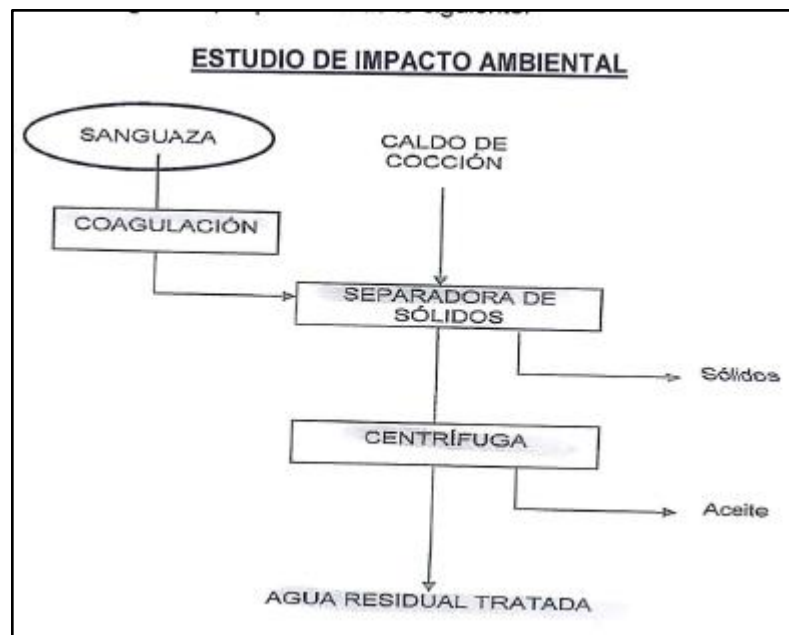 ESTUDIO DE IMPACTO AMBIENTAL
SANGUAZA
CALDO DE
COCCIÓN
COAGULACIÓN
SEPARADORA DE
SÓLIDOS
Sólidos
CENTRÍFUGA
Aceite
AGUA RESIDUAL TRATADA